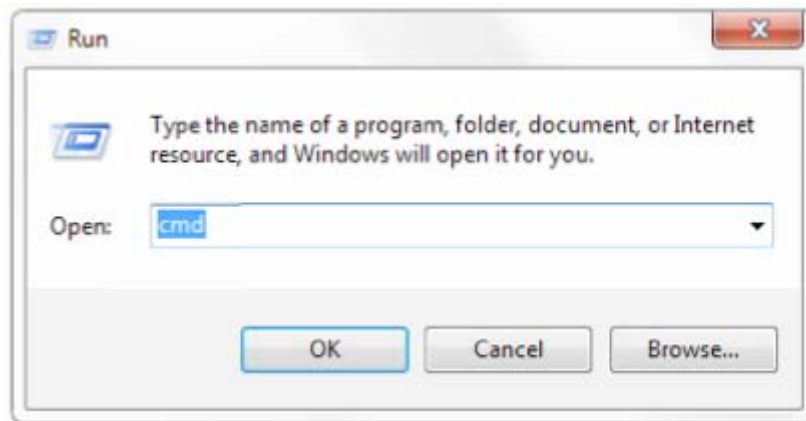 Run
Type the name of a program, folder, document, or Internet
resource, and Windows will open it for you.
Open: cmd
OK Cancel Browse...